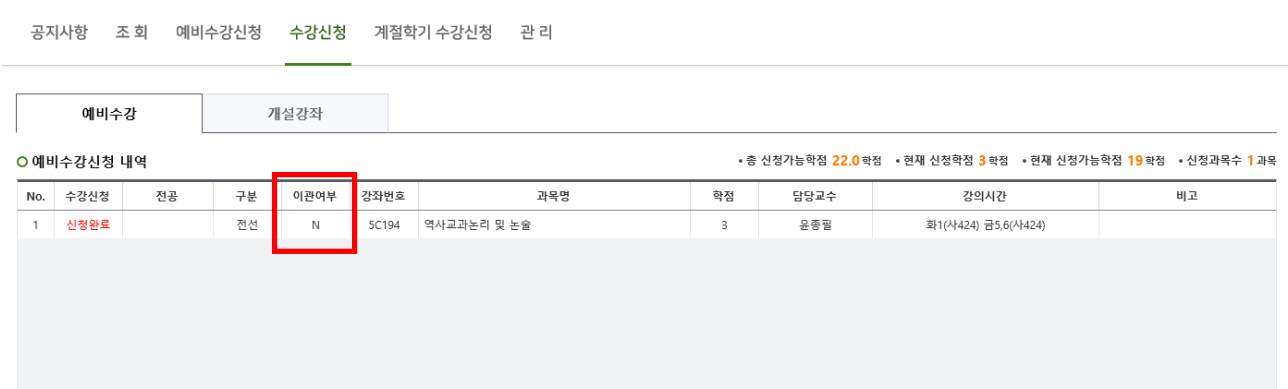 공지사항 조 회 예비수강신청 수강신청 계절학기 수강신청 관 리
예비수강 개설강좌
예비수강신청 내역 • 총 신청가능학점 22.0 학점 • 현재 신청학점 3 학점 • 현재 신청가능학점 19 학점 • 신청과목수 1 과목
No. 수강신청 전공 구분 이관여부 강좌번호 과목명 학점 담당교수 강의시간 비고
1 신청완료 전선 N 5C194 역사교과논리 및 논술 3 윤종필 화1(사424) 금5,6(사424)